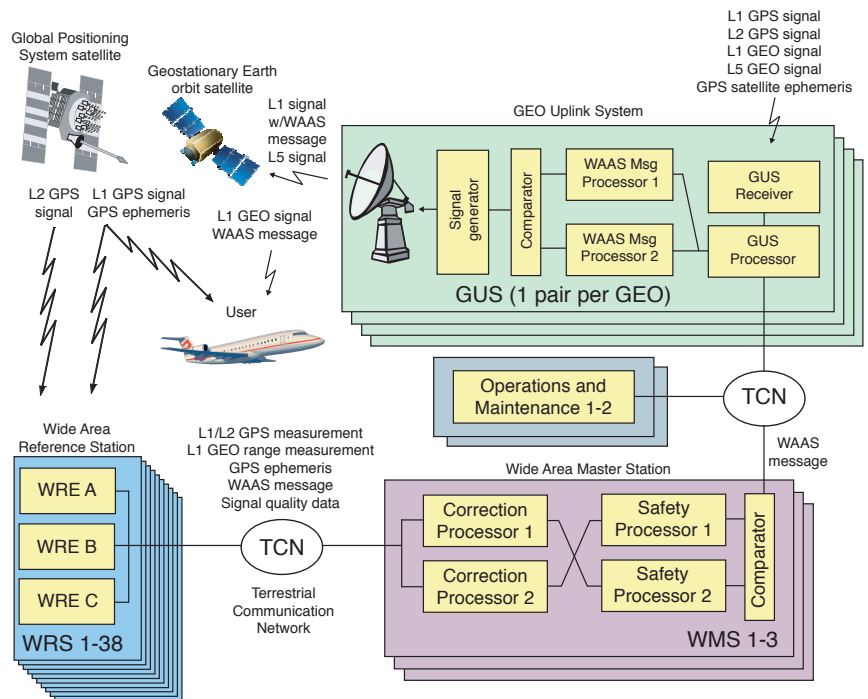 Global Positioning
System satellite
Geostationary Earth
orbit satellite
L1 signal
w/WAAS
message
L5 signal
L1 GPS signal
L2 GPS signal
L1 GEO signal
L5 GEO signal
GPS satellite ephemeris
GEO Uplink System
Signal
generator
Comparator
WAAS Msg
Processor 1
WAAS Msg
Processor 2
GUS
Receiver
GUS
Processor
GUS (1 pair per GEO)
L2 GPS
signal
L1 GPS signal
GPS ephemeris
L1 GEO signal
WAAS message
User
Operations and
Maintenance 1-2
TCN
WAAS
message
Wide Area
Reference Station
WRE A
WRE B
WRE C
WRS 1-38
L1/L2 GPS measurement
L1 GEO range measurement
GPS ephemeris
WAAS message
Signal quality data
TCN
Terrestrial
Communication
Network
Wide Area Master Station
Correction
Processor 1
Correction
Processor 2
Safety
Processor 1
Safety
Processor 2
Comparator
WMS 1-3